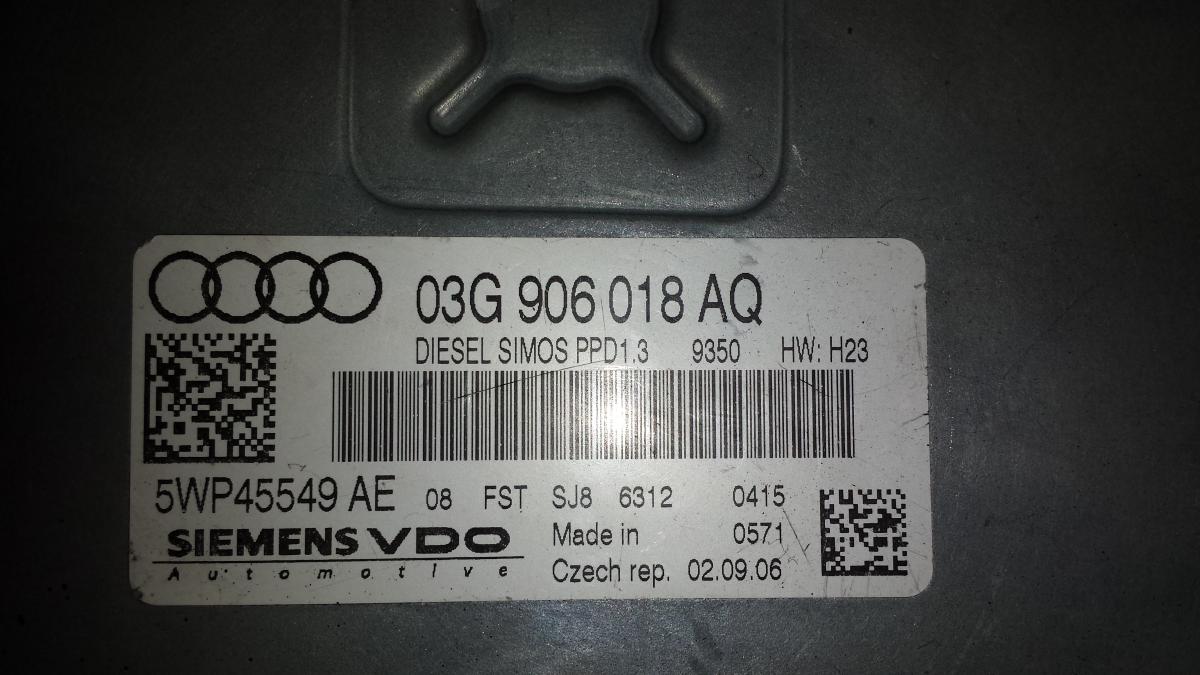 03G 906 018 AQ
DIESEL SIMOS PPD1.3 9350 HW: H23
5WP45549 AE 08 FST SJ8 6312 0415
SIEMENS VDO Made in 0571
Automotive Czech rep. 02.09.06